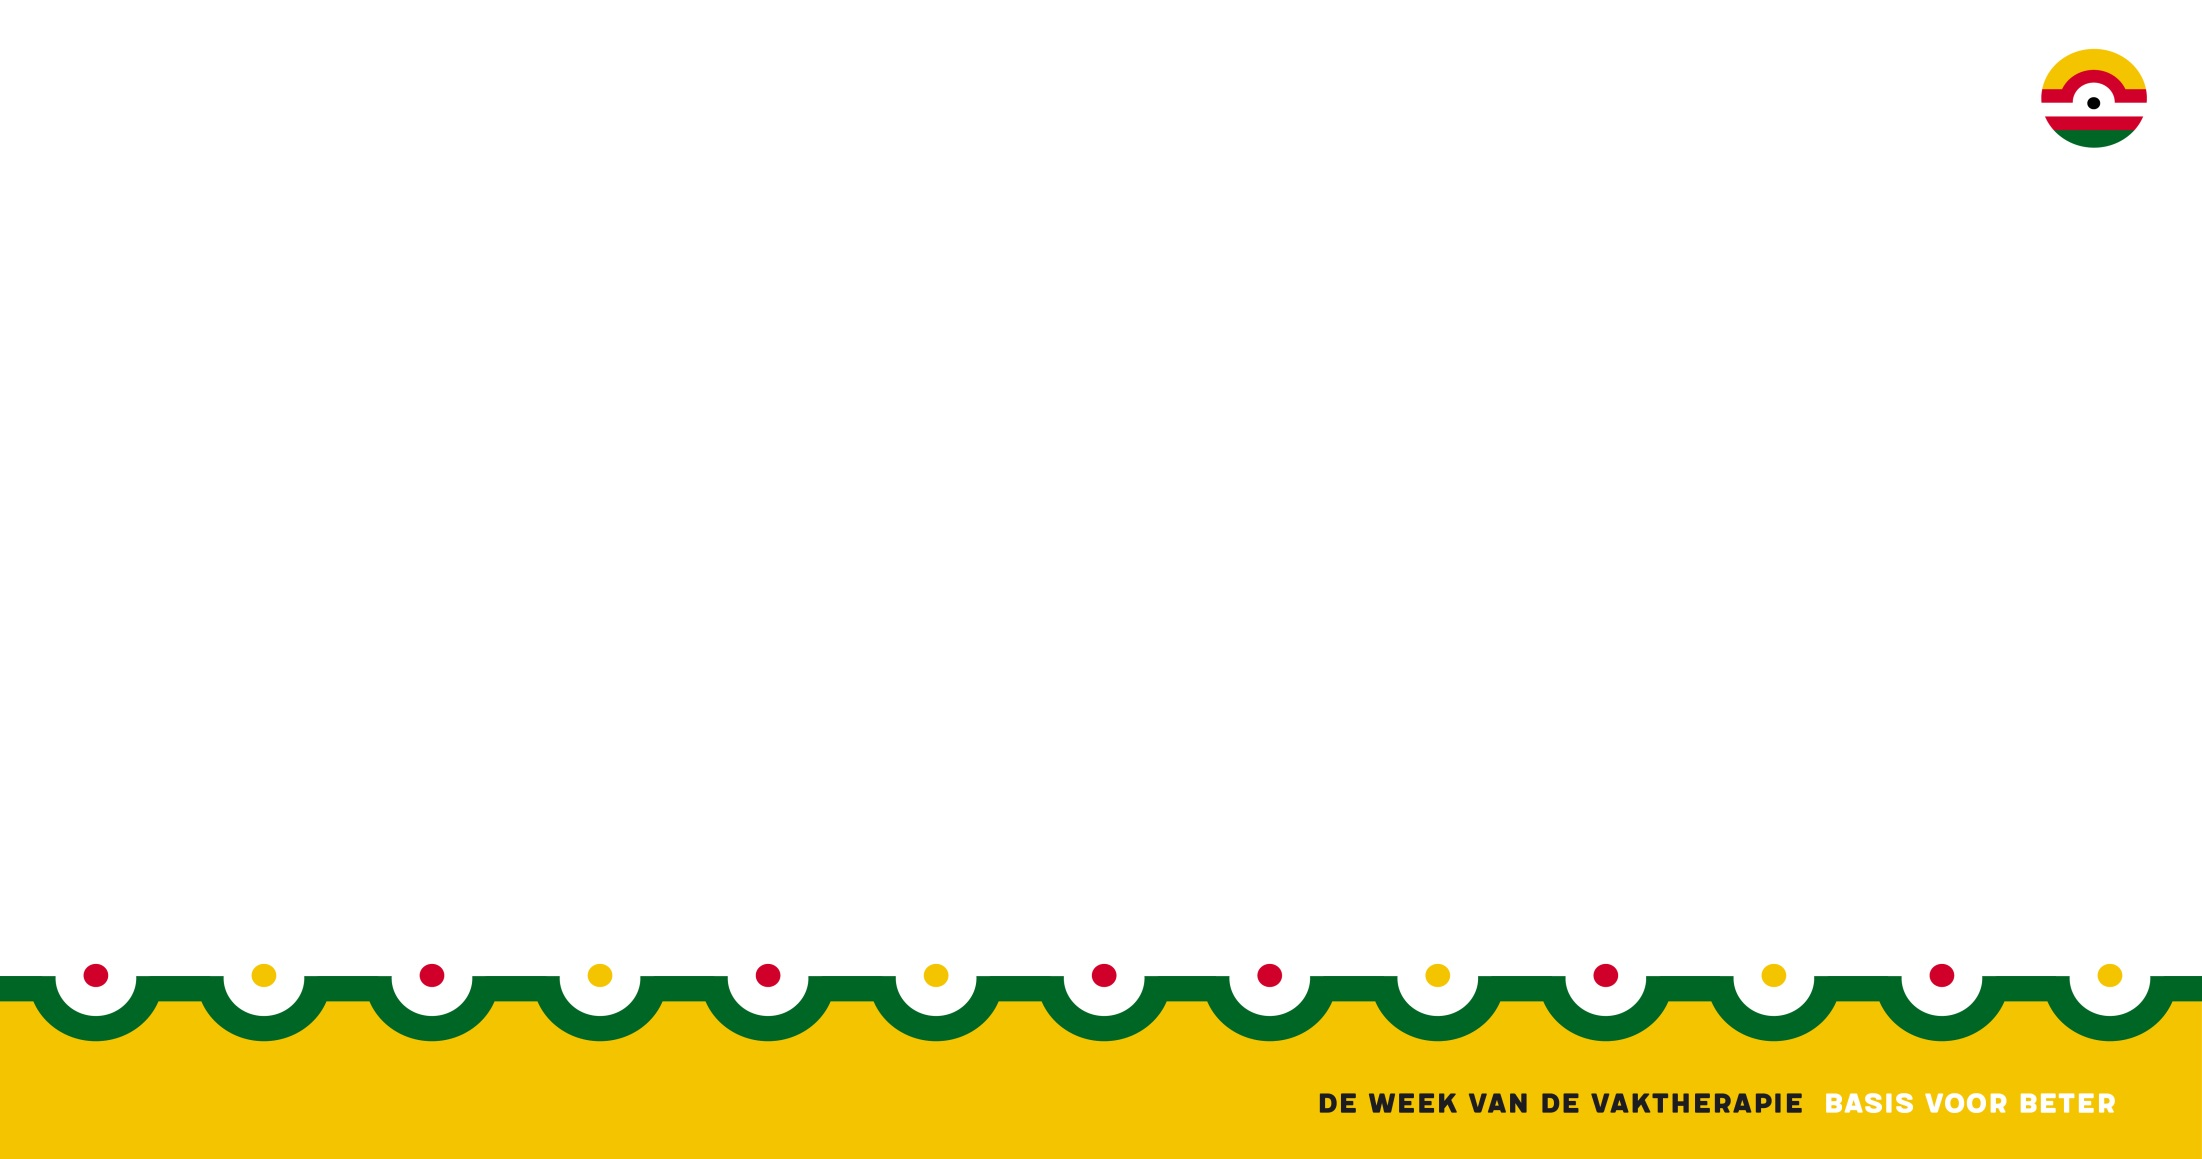 DE WEEK VAN DE VAKTHERAPIE BASIS VOOR BETER